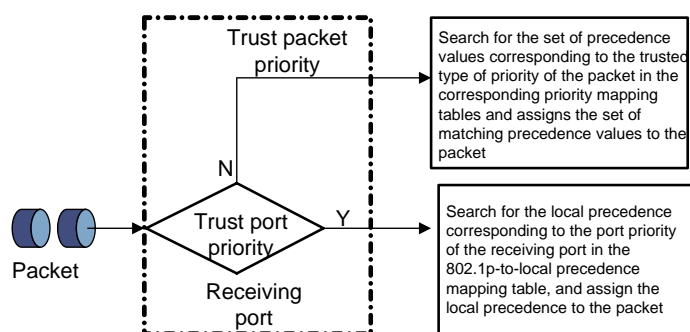 Trust packet
priority
Search for the set of precedence
values corresponding to the trusted
type of priority of the packet in the
corresponding priority mapping
tables and assigns the set of
matching precedence values to the
packet
N
Trust port
priority
Y
Packet
Receiving
port
Search for the local precedence
corresponding to the port priority
of the receiving port in the
802.1p-to-local precedence
mapping table, and assign the
local precedence to the packet